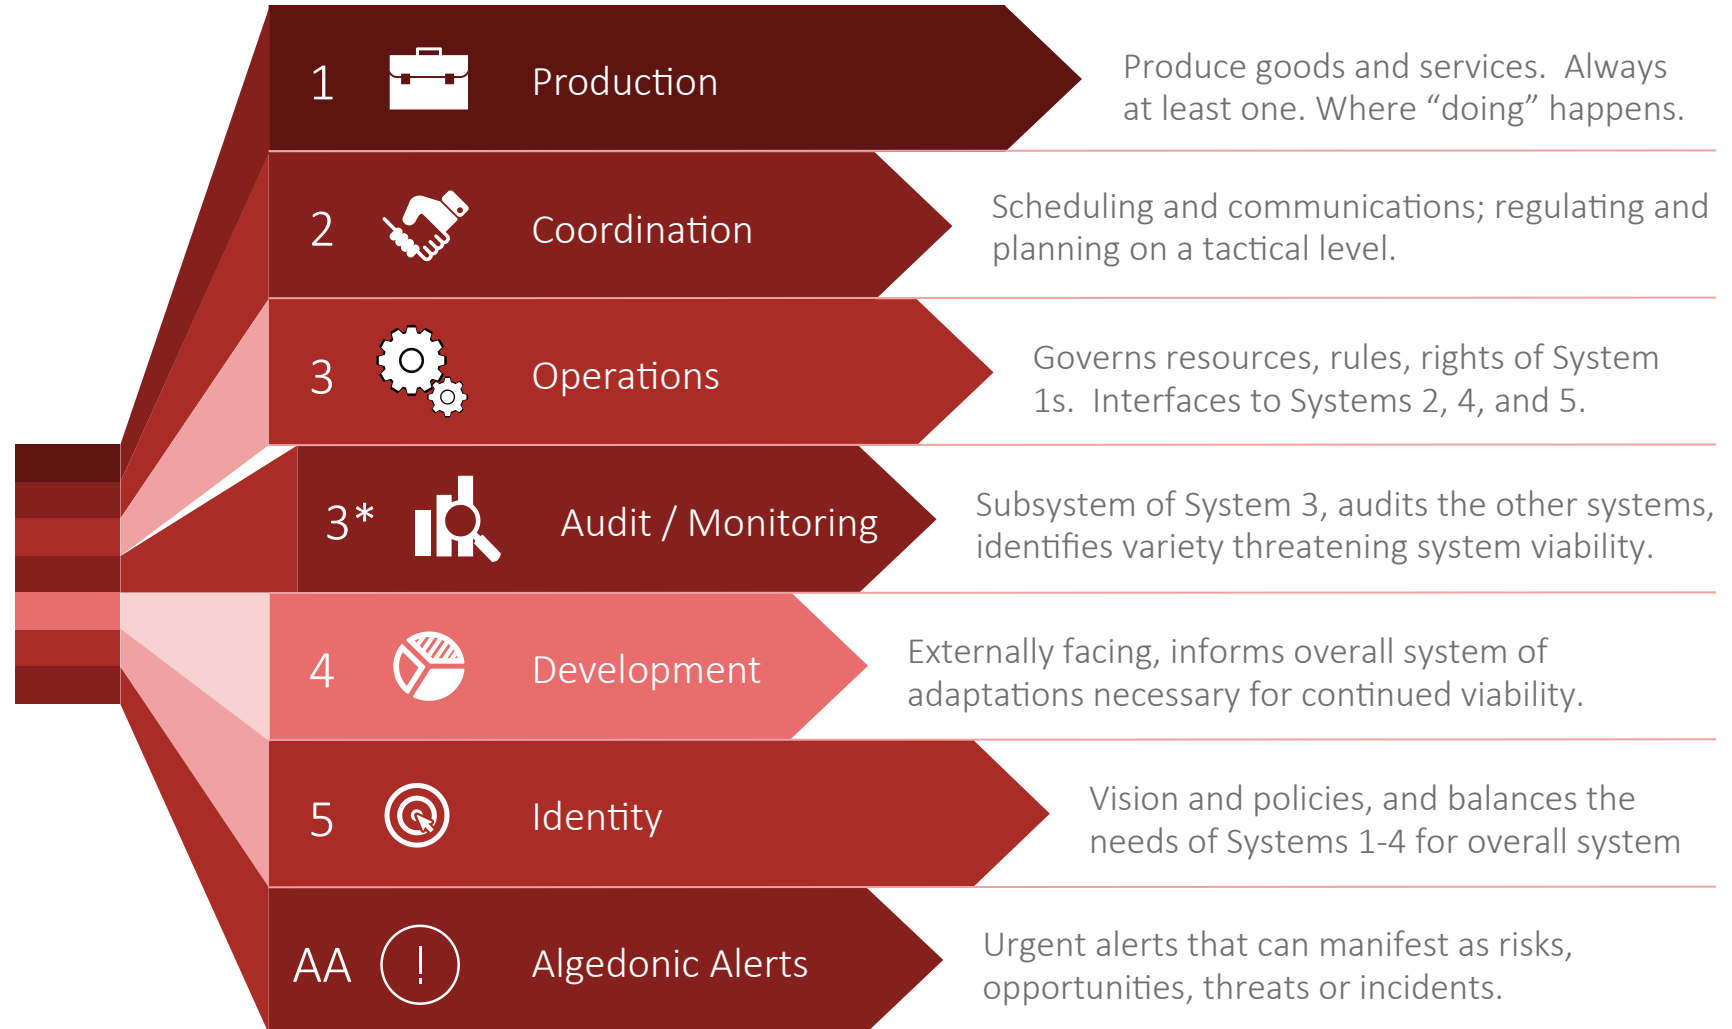 1 Production
Produce goods and services.  Always
at least one. Where “doing” happens.
2 Coordination
Scheduling and communications; regulating and
planning on a tactical level.
3 Operations
Governs resources, rules, rights of System
1s.  Interfaces to Systems 2, 4, and 5.
3* Audit / Monitoring
Subsystem of System 3, audits the other systems,
identifies variety threatening system viability.
4 Development
Externally facing, informs overall system of
adaptations necessary for continued viability.
5 Identity
Vision and policies, and balances the
needs of Systems 1-4 for overall system
AA ! Algedonic Alerts
Urgent alerts that can manifest as risks,
opportunities, threats or incidents.